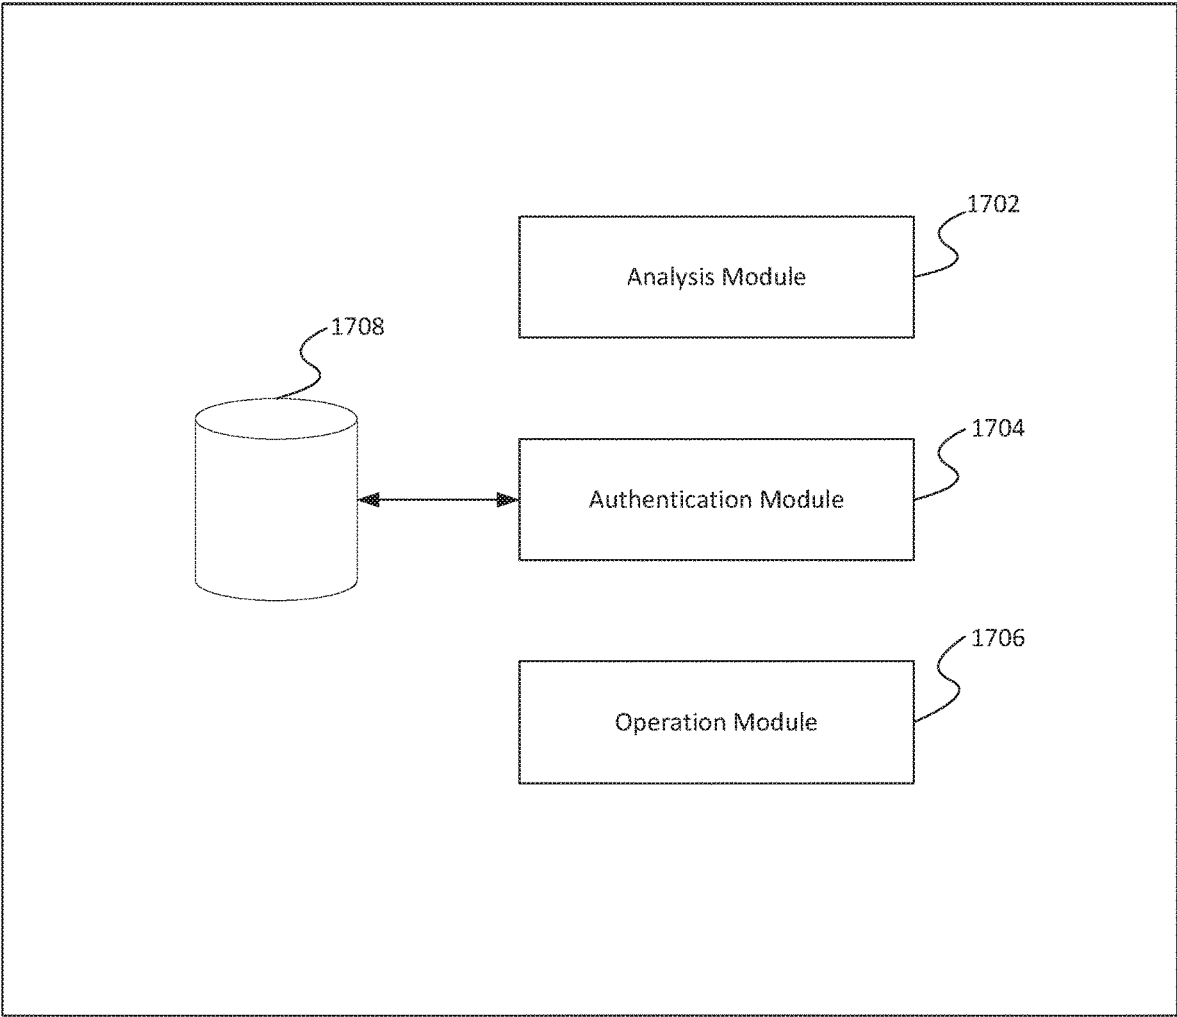 1702
Analysis Module
1708
1704
Authentication Module
1706
Operation Module